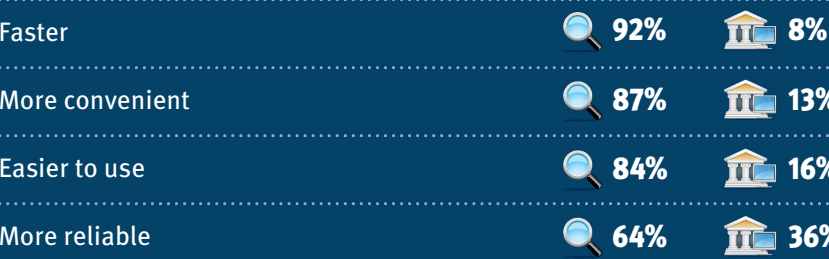 Faster 92% 8%
More convenient 87% 13%
Easier to use 84% 16%
More reliable 64% 36%